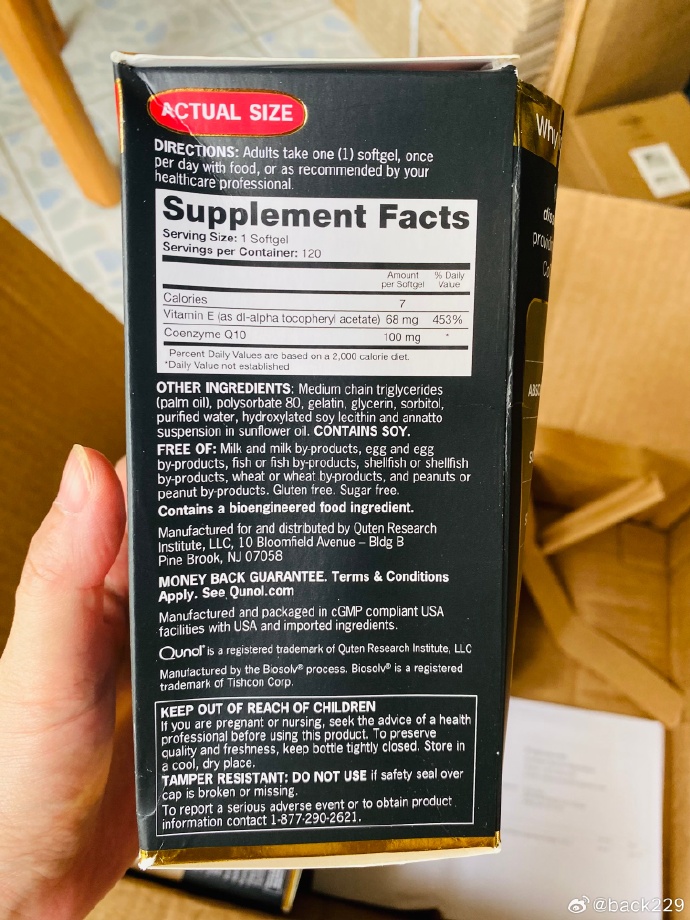 ACTUAL SIZE
DIRECTIONS: Adults take one (1) softgel, once
per day with food, or as recommended by your
healthcare professional.
Supplement Facts
Serving Size: 1 Softgel
Servings per Container: 120
Amount per Softgel % Daily Value
Calories 7
Vitamin E (as dl-alpha tocopheryl acetate) 68 mg 453%
Coenzyme Q10 100 mg *
Percent Daily Values are based on a 2,000 calorie diet.
*Daily Value not established
OTHER INGREDIENTS: Medium chain triglycerides
(palm oil), polysorbate 80, gelatin, glycerin, sorbitol,
purified water, hydroxylated soy lecithin and annatto
suspension in sunflower oil. CONTAINS SOY.
FREE OF: Milk and milk by-products, egg and egg
by-products, fish or fish by-products, shellfish or shellfish
by-products, wheat or wheat by-products, and peanuts or
peanut by-products. Gluten free. Sugar free.
Contains a bioengineered food ingredient.
Manufactured for and distributed by Quten Research
Institute, LLC, 10 Bloomfield Avenue – Bldg B
Pine Brook, NJ 07058
MONEY BACK GUARANTEE. Terms & Conditions
Apply. See Qunol.com
Manufactured and packaged in cGMP compliant USA
facilities with USA and imported ingredients.
Qunol® is a registered trademark of Quten Research Institute, LLC
Manufactured by the Biosolv® process. Biosolv® is a registered
trademark of Tishcon Corp.
KEEP OUT OF REACH OF CHILDREN
If you are pregnant or nursing, seek the advice of a health
professional before using this product. To preserve
quality and freshness, keep bottle tightly closed. Store in
a cool, dry place.
TAMPER RESISTANT: DO NOT USE if safety seal over
cap is broken or missing.
To report a serious adverse event or to obtain product
information contact 1-877-290-2621.
Why
@back229